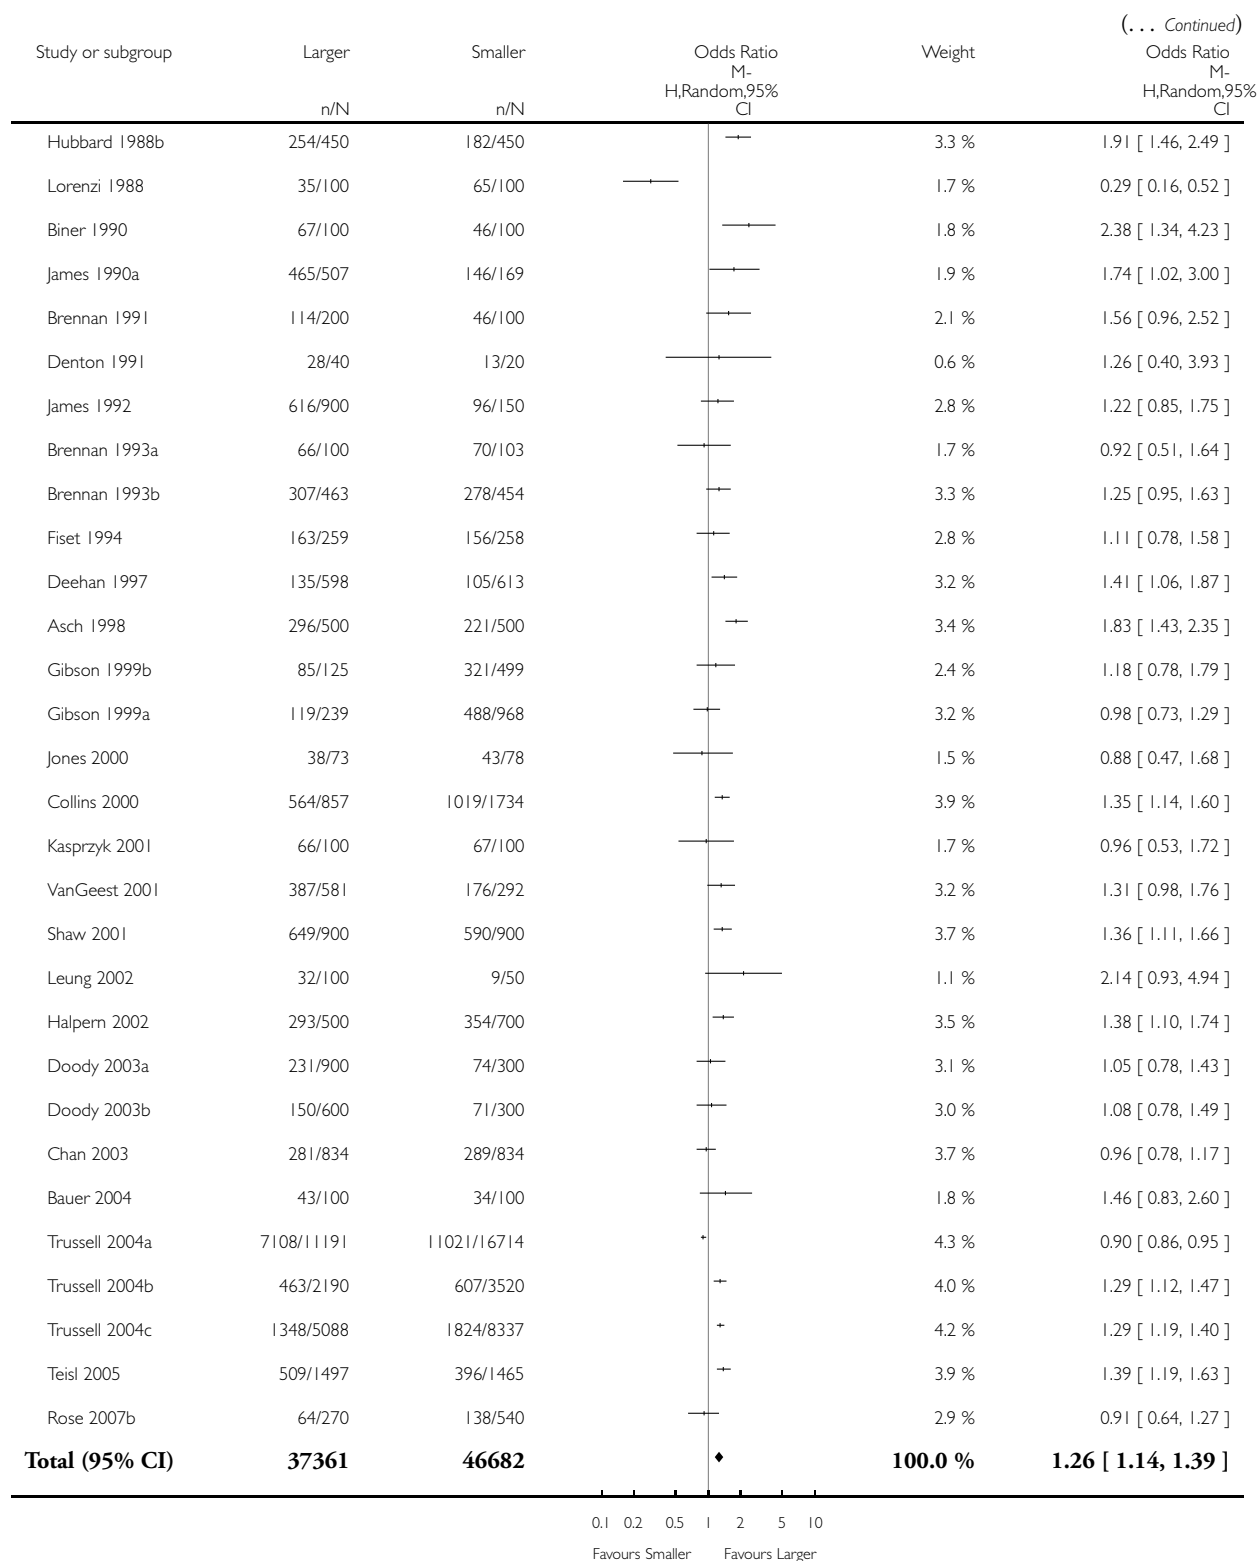 (. . . Continued)
Study or subgroup Larger Smaller Odds Ratio Weight Odds Ratio
M- M-
H,Random,95% H,Random,95%
n/N n/N CI CI
Hubbard 1988b 254/450 182/450 3.3 % 1.91 [ 1.46, 2.49 ]
Lorenzi 1988 35/100 65/100 1.7 % 0.29 [ 0.16, 0.52 ]
Biner 1990 67/100 46/100 1.8 % 2.38 [ 1.34, 4.23 ]
James 1990a 465/507 146/169 1.9 % 1.74 [ 1.02, 3.00 ]
Brennan 1991 114/200 46/100 2.1 % 1.56 [ 0.96, 2.52 ]
Denton 1991 28/40 13/20 0.6 % 1.26 [ 0.40, 3.93 ]
James 1992 616/900 96/150 2.8 % 1.22 [ 0.85, 1.75 ]
Brennan 1993a 66/100 70/103 1.7 % 0.92 [ 0.51, 1.64 ]
Brennan 1993b 307/463 278/454 3.3 % 1.25 [ 0.95, 1.63 ]
Fiset 1994 163/259 156/258 2.8 % 1.11 [ 0.78, 1.58 ]
Deehan 1997 135/598 105/613 3.2 % 1.41 [ 1.06, 1.87 ]
Asch 1998 296/500 221/500 3.4 % 1.83 [ 1.43, 2.35 ]
Gibson 1999b 85/125 321/499 2.4 % 1.18 [ 0.78, 1.79 ]
Gibson 1999a 119/239 488/968 3.2 % 0.98 [ 0.73, 1.29 ]
Jones 2000 38/73 43/78 1.5 % 0.88 [ 0.47, 1.68 ]
Collins 2000 564/857 1019/1734 3.9 % 1.35 [ 1.14, 1.60 ]
Kasprzyk 2001 66/100 67/100 1.7 % 0.96 [ 0.53, 1.72 ]
VanGeest 2001 387/581 176/292 3.2 % 1.31 [ 0.98, 1.76 ]
Shaw 2001 649/900 590/900 3.7 % 1.36 [ 1.11, 1.66 ]
Leung 2002 32/100 9/50 1.1 % 2.14 [ 0.93, 4.94 ]
Halpern 2002 293/500 354/700 3.5 % 1.38 [ 1.10, 1.74 ]
Doody 2003a 231/900 74/300 3.1 % 1.05 [ 0.78, 1.43 ]
Doody 2003b 150/600 71/300 3.0 % 1.08 [ 0.78, 1.49 ]
Chan 2003 281/834 289/834 3.7 % 0.96 [ 0.78, 1.17 ]
Bauer 2004 43/100 34/100 1.8 % 1.46 [ 0.83, 2.60 ]
Trussell 2004a 7108/11191 11021/16714 4.3 % 0.90 [ 0.86, 0.95 ]
Trussell 2004b 463/2190 607/3520 4.0 % 1.29 [ 1.12, 1.47 ]
Trussell 2004c 1348/5088 1824/8337 4.2 % 1.29 [ 1.19, 1.40 ]
Teisl 2005 509/1497 396/1465 3.9 % 1.39 [ 1.19, 1.63 ]
Rose 2007b 64/270 138/540 2.9 % 0.91 [ 0.64, 1.27 ]
Total (95% CI) 37361 46682 100.0 % 1.26 [ 1.14, 1.39 ]
0.1 0.2 0.5 1 2 5 10
Favours Smaller Favours Larger